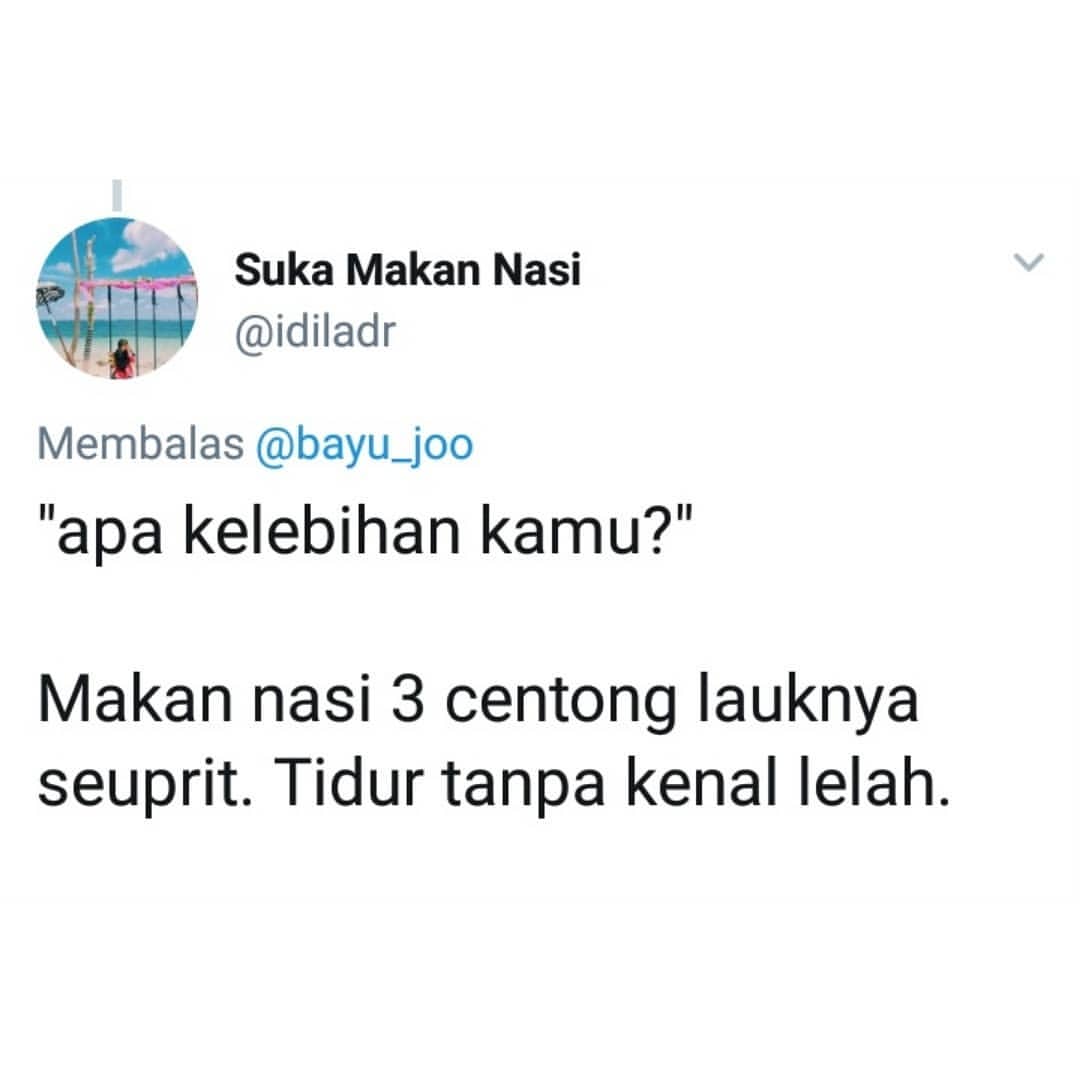 Suka Makan Nasi
@idiladr
Membalas @bayu_joo
"apa kelebihan kamu?"
Makan nasi 3 centong lauknya
seuprit. Tidur tanpa kenal lelah.